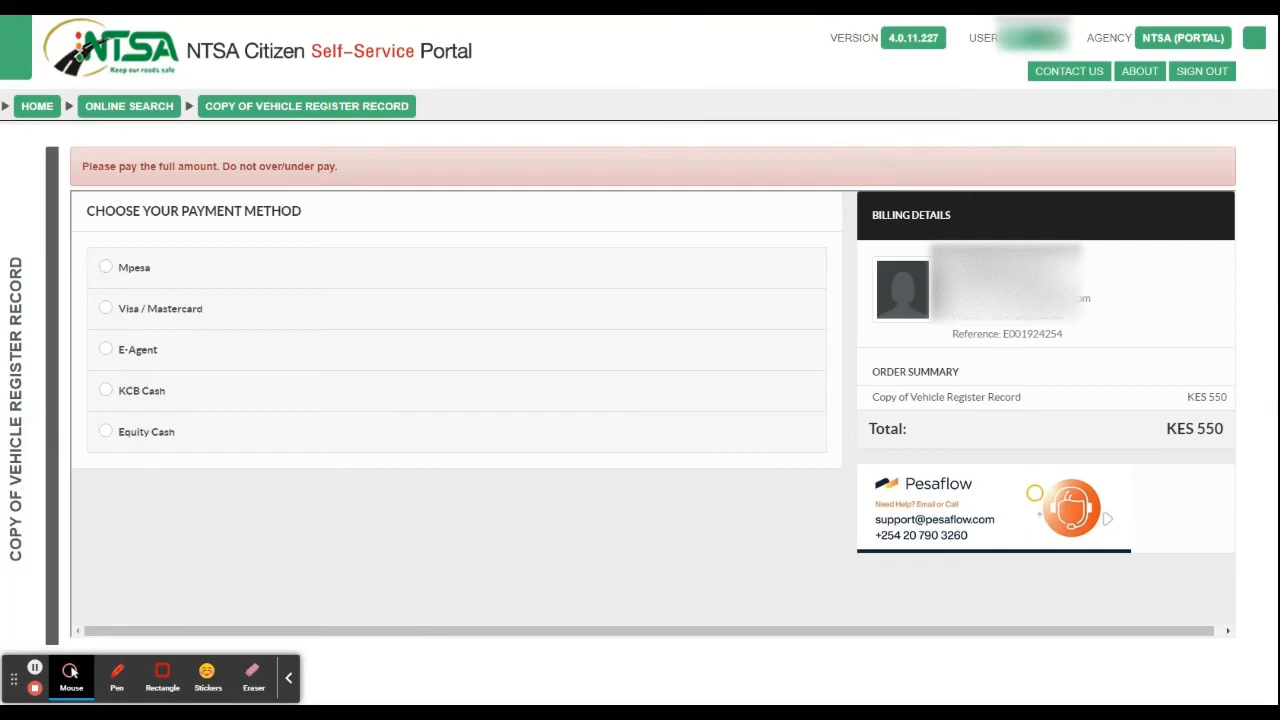 NTSA
Keep our roads safe
NTSA Citizen Self-Service Portal
VERSION 4.0.11.227 USER AGENCY NTSA (PORTAL)
CONTACT US ABOUT SIGN OUT
HOME ONLINE SEARCH COPY OF VEHICLE REGISTER RECORD
COPY OF VEHICLE REGISTER RECORD
Please pay the full amount. Do not over/under pay.
CHOOSE YOUR PAYMENT METHOD
Mpesa
Visa / Mastercard
E-Agent
KCB Cash
Equity Cash
BILLING DETAILS
om
Reference: E001924254
ORDER SUMMARY
Copy of Vehicle Register Record KES 550
Total: KES 550
Pesaflow
Need Help? Email or Call
support@pesaflow.com
+254 20 790 3260
Mouse Pen Rectangle Stickers Eraser